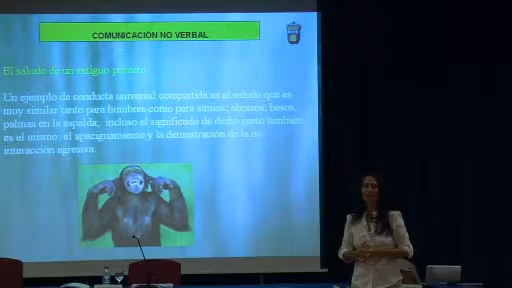 COMUNICACIÓN NO VERBAL
El saludo de un antiguo primate
Un ejemplo de conducta universal compartida es el saludo que es
muy similar tanto para hombres como para simios, abrazos, besos,
palmas en la espalda, incluso el significado de dicho gesto también
es el mismo: el apaciguamiento y la demostración de la no
interacción agresiva.